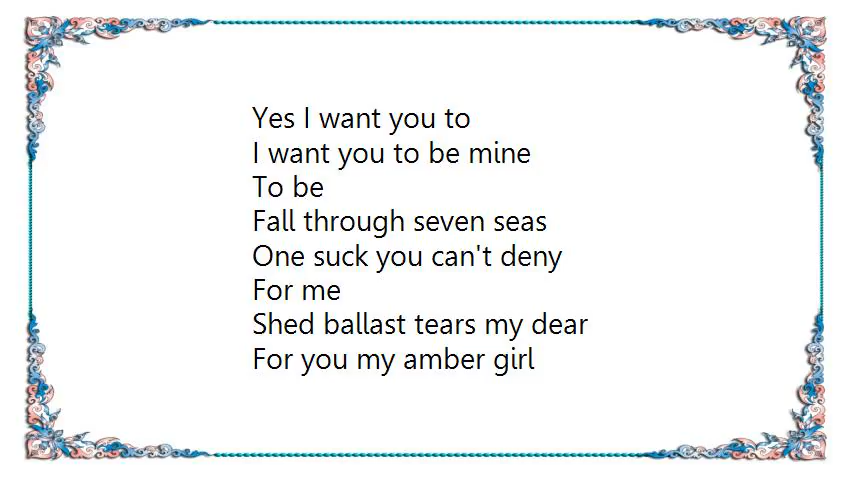 Yes I want you to
I want you to be mine
To be
Fall through seven seas
One suck you can't deny
For me
Shed ballast tears my dear
For you my amber girl